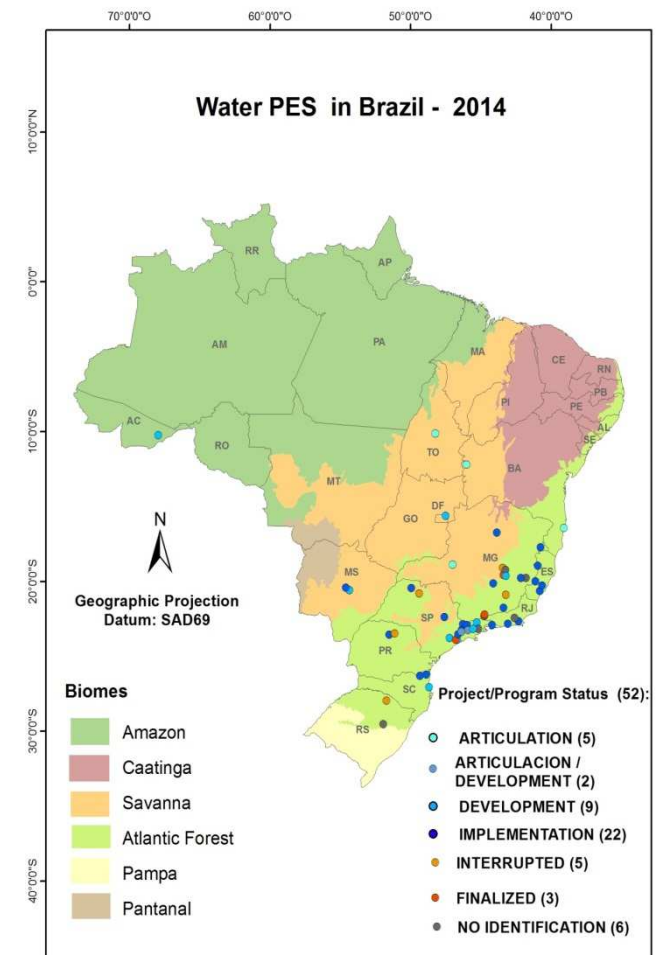 70°0'0"O 60°0'0"O 50°0'0"O 40°0'0"O
Water PES in Brazil - 2014
10°0'0"N
0°0'0"
10°0'0"S
20°0'0"S
30°0'0"S
40°0'0"S
RR
AP
AM
PA
MA
CE
RN
PB
PE
AL
SE
PI
AC
RO
TO
BA
MT
DF
GO
MG
ES
MS
SP
RJ
PR
SC
RS
N
Geographic Projection
Datum: SAD69
Biomes
Amazon
Caatinga
Savanna
Atlantic Forest
Pampa
Pantanal
Project/Program Status (52):
ARTICULATION (5)
ARTICULACION /
DEVELOPMENT (2)
DEVELOPMENT (9)
IMPLEMENTATION (22)
INTERRUPTED (5)
FINALIZED (3)
NO IDENTIFICATION (6)